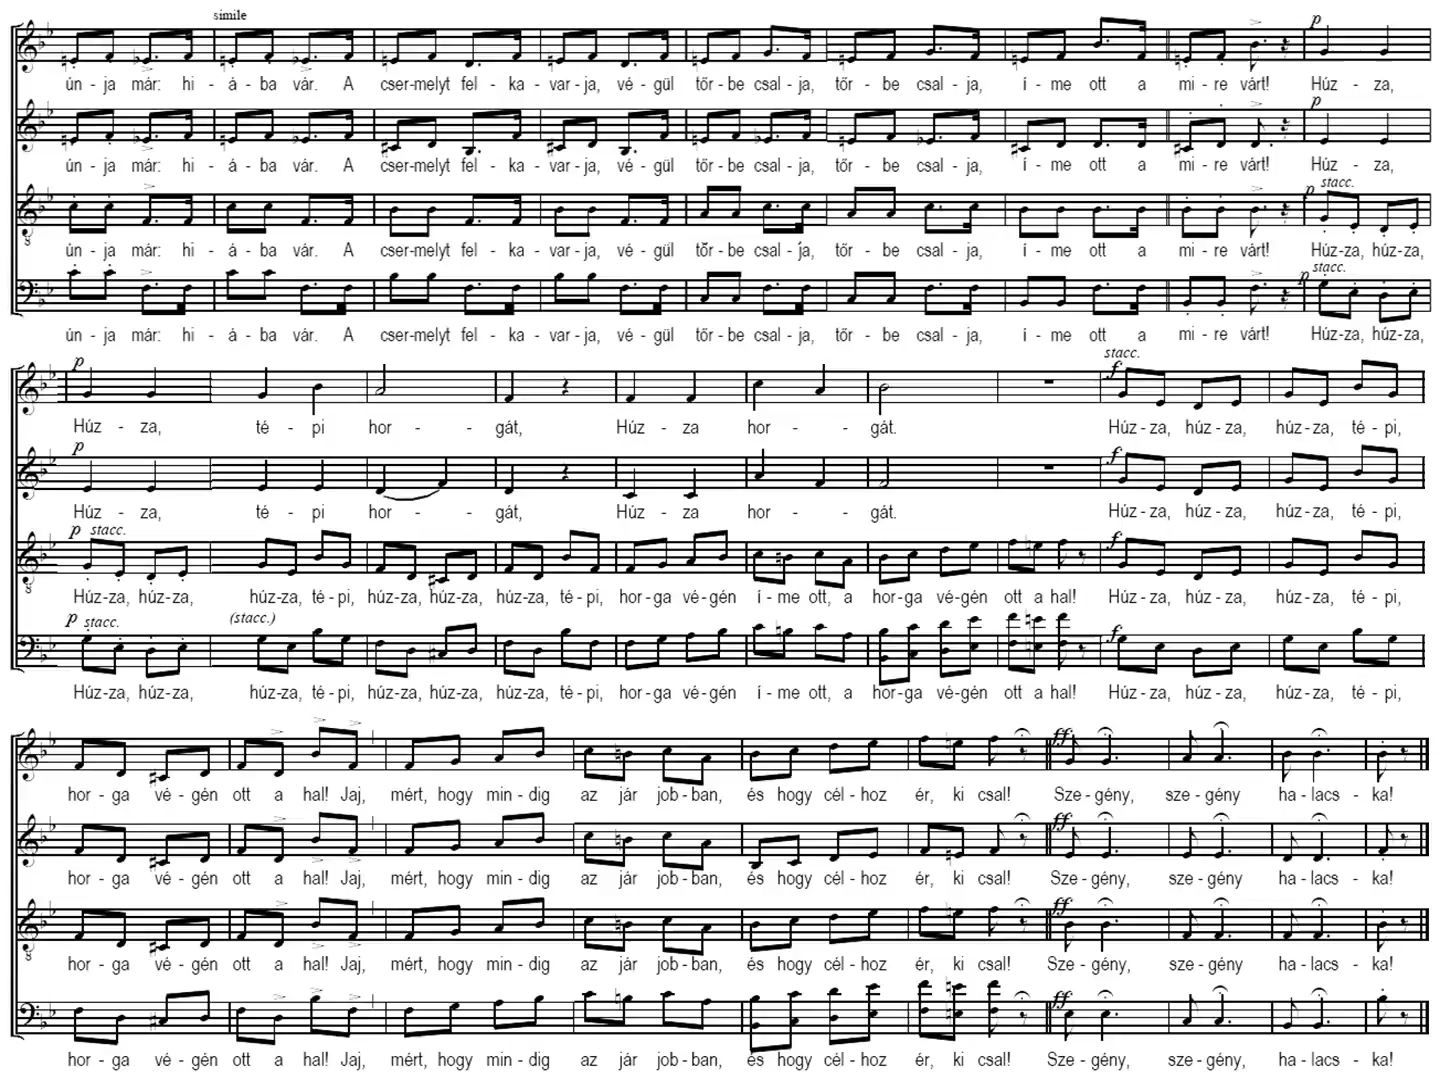 simile
p
ún - ja már: hi - á - ba vár. A cser-melyt fel - ka - var - ja, vé - gül tőr - be csal - ja, tőr - be csal - ja, í - me ott a mi - re várt! Húz - za,
p
ún - ja már: hi - á - ba vár. A cser-melyt fel - ka - var - ja, vé - gül tőr - be csal - ja, tőr - be csal - ja, í - me ott a mi - re várt! Húz - za,
p stacc.
ún - ja már: hi - á - ba vár. A cser-melyt fel - ka - var - ja, vé - gül tőr - be csal - ja, tőr - be csal - ja, í - me ott a mi - re várt! Húz-za, húz-za,
p stacc.
ún - ja már: hi - á - ba vár. A cser-melyt fel - ka - var - ja, vé - gül tőr - be csal - ja, tőr - be csal - ja, í - me ott a mi - re várt! Húz-za, húz-za,
p stacc. f
Húz - za, té - pi hor - gát, Húz - za hor - gát. Húz-za, húz-za, húz-za, té-pi,
p f
Húz - za, té - pi hor - gát, Húz - za hor - gát. Húz-za, húz-za, húz-za, té-pi,
p stacc. f
Húz-za, húz-za, húz-za, té-pi, húz-za, húz-za, húz-za, té-pi, hor-ga vé-gén í-me ott, a hor-ga vé-gén ott a hal! Húz-za, húz-za, húz-za, té-pi,
p stacc. (stacc.) f
Húz-za, húz-za, húz-za, té-pi, húz-za, húz-za, húz-za, té-pi, hor-ga vé-gén í-me ott, a hor-ga vé-gén ott a hal! Húz-za, húz-za, húz-za, té-pi,
ff
hor - ga vé - gén ott a hal! Jaj, mért, hogy min - dig az jár job - ban, és hogy cél - hoz ér, ki csal! Sze - gény, sze - gény ha - lacs - ka!
ff
hor - ga vé - gén ott a hal! Jaj, mért, hogy min - dig az jár job - ban, és hogy cél - hoz ér, ki csal! Sze - gény, sze - gény ha - lacs - ka!
ff
hor - ga vé - gén ott a hal! Jaj, mért, hogy min - dig az jár job - ban, és hogy cél - hoz ér, ki csal! Sze - gény, sze - gény ha - lacs - ka!
ff
hor - ga vé - gén ott a hal! Jaj, mért, hogy min - dig az jár job - ban, és hogy cél - hoz ér, ki csal! Sze - gény, sze - gény, ha - lacs - ka!